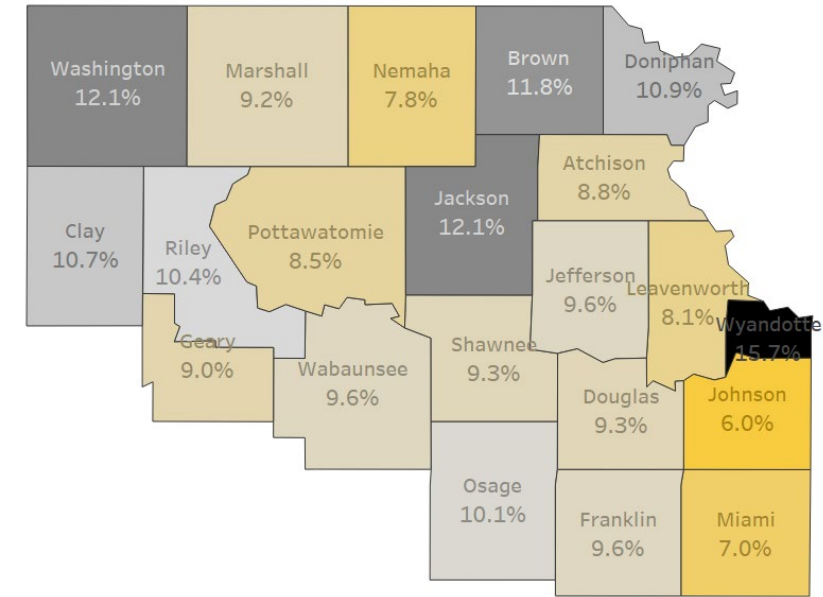 Washington
12.1%
Marshall
9.2%
Nemaha
7.8%
Brown
11.8%
Doniphan
10.9%
Atchison
8.8%
Jackson
12.1%
Clay
10.7%
Riley
10.4%
Pottawatomie
8.5%
Jefferson
9.6%
Leavenworth
8.1%
Wyandotte
15.7%
Geary
9.0%
Wabaunsee
9.6%
Shawnee
9.3%
Douglas
9.3%
Johnson
6.0%
Osage
10.1%
Franklin
9.6%
Miami
7.0%